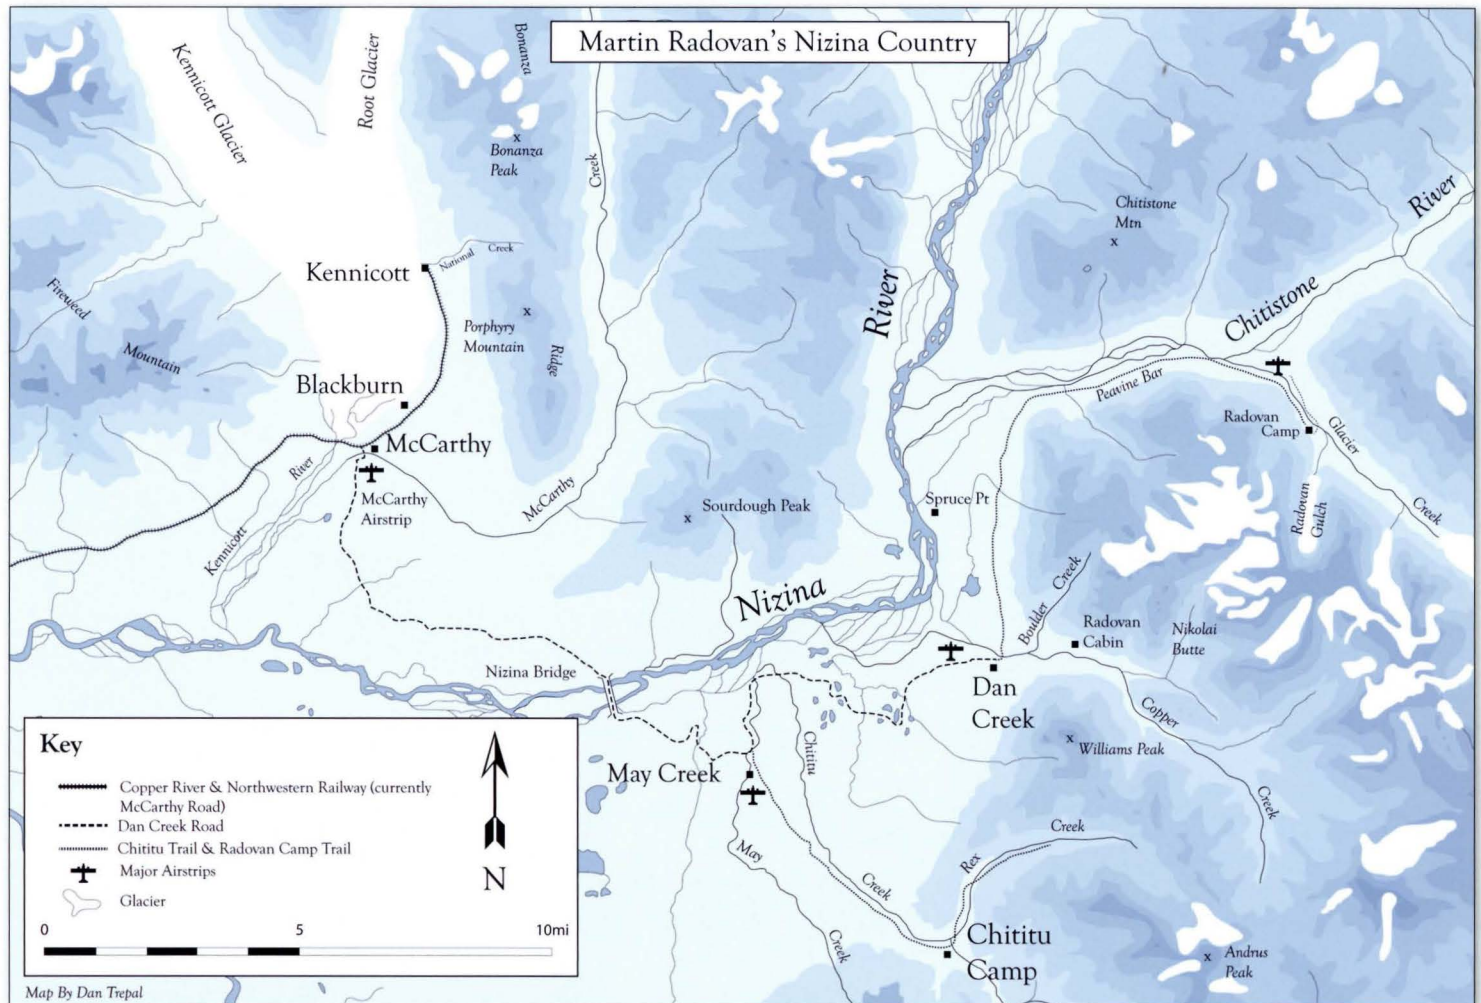 Martin Radovan's Nizina Country
Kennicott Glacier
Root Glacier
Bonanza
Bonanza
Peak
Creek
Chitistone
Mtn
River
Chitistone
River
Kennicott
National Creek
Fireweed
Mountain
Porphyry
Mountain
Ridge
Blackburn
McCarthy
McCarthy
Airstrip
River
Kennicott
McCarthy
Sourdough Peak
Spruce Pt
Peavine Bar
Radovan
Camp
Glacier
Creek
Radovan
Gulch
Nizina
Boulder Creek
Radovan
Cabin
Nikolai
Butte
Nizina Bridge
Dan
Creek
Copper
Creek
Williams Peak
May Creek
Chititu
Creek
May
Creek
Rex
Creek
Chititu
Camp
Andrus
Peak
Key
Copper River & Northwestern Railway (currently
McCarthy Road)
Dan Creek Road
Chititu Trail & Radovan Camp Trail
Major Airstrips
Glacier
N
0 5 10mi
Map By Dan Trepal